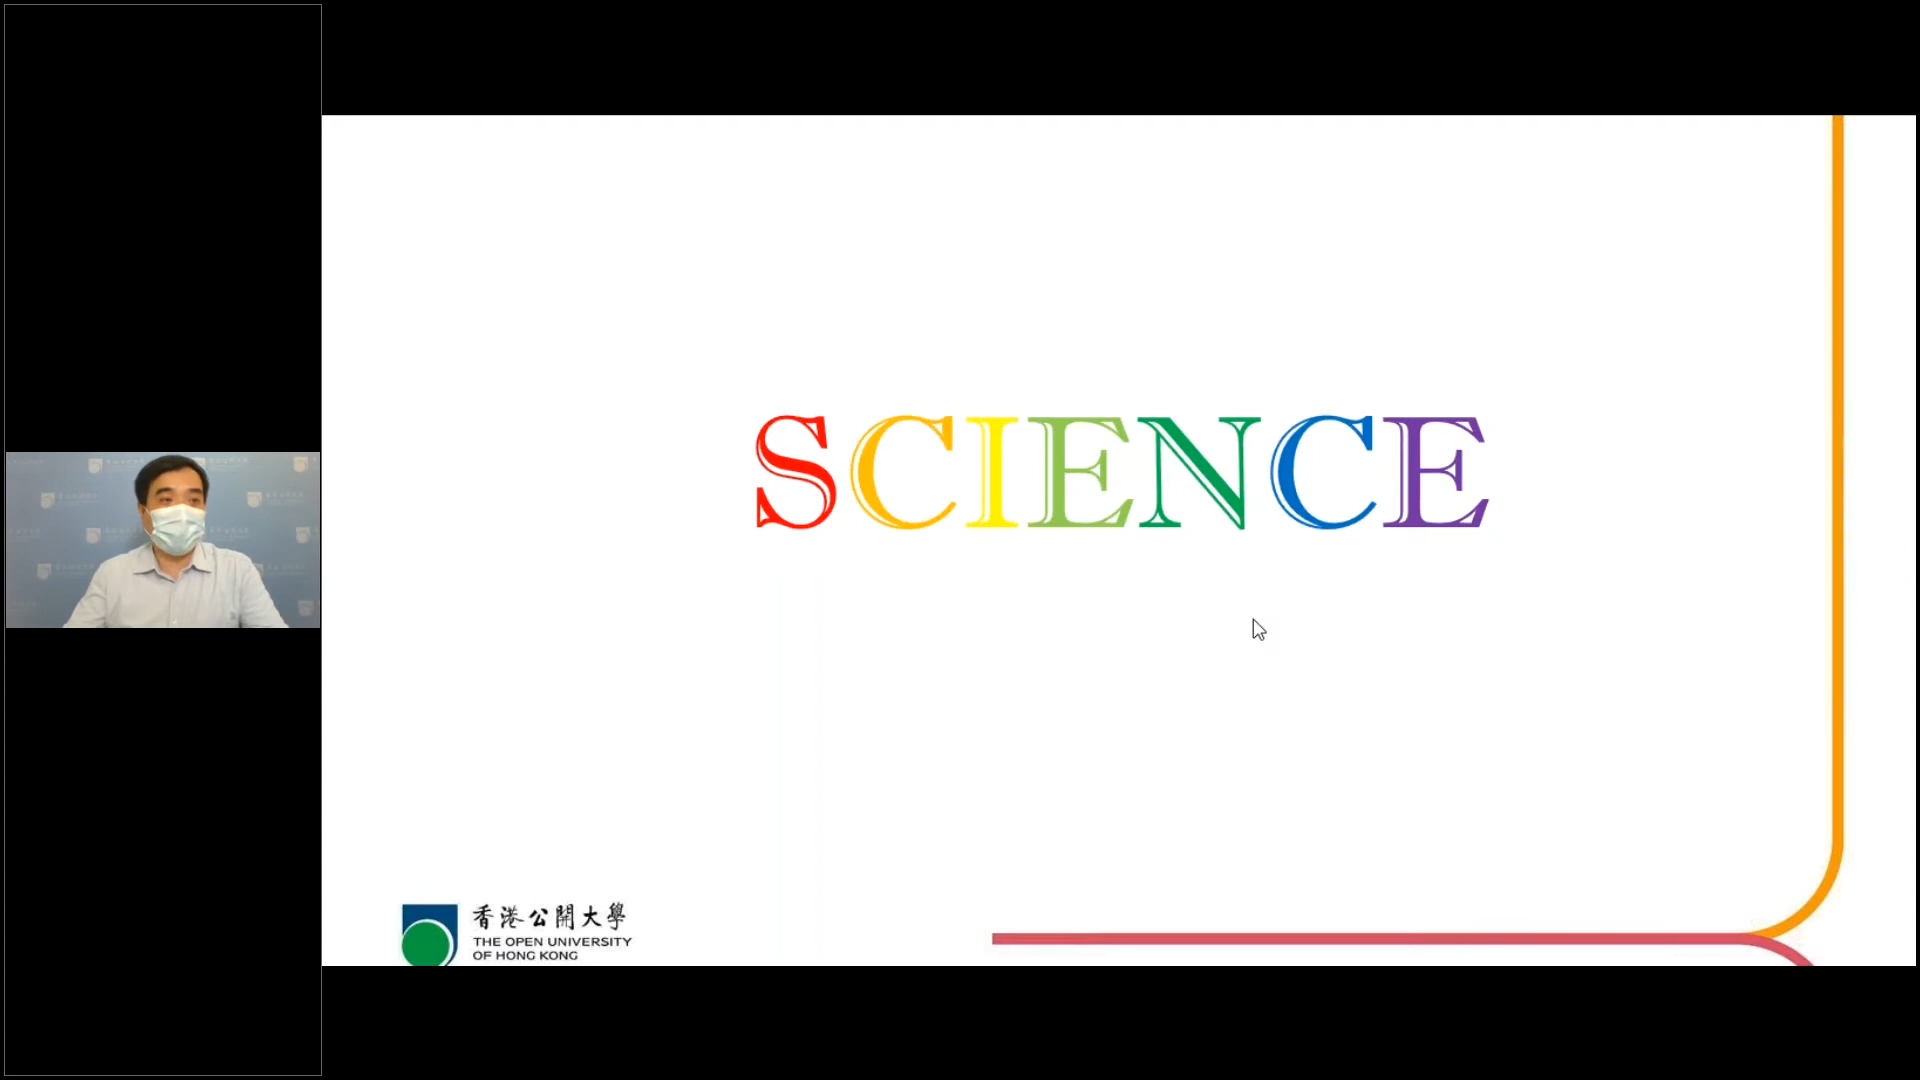 SCIENCE
香港公開大學
THE OPEN UNIVERSITY
OF HONG KONG